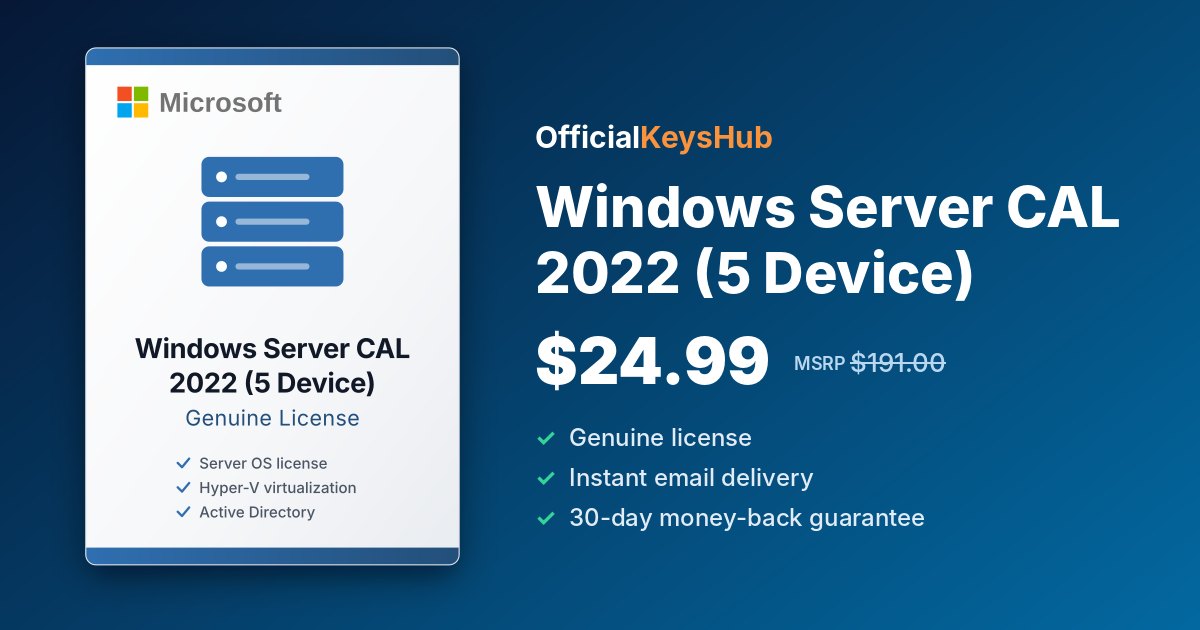 Microsoft
Windows Server CAL
2022 (5 Device)
Genuine License
Server OS license
Hyper-V virtualization
Active Directory
OfficialKeysHub
Windows Server CAL
2022 (5 Device)
$24.99 MSRP $191.00
Genuine license
Instant email delivery
30-day money-back guarantee